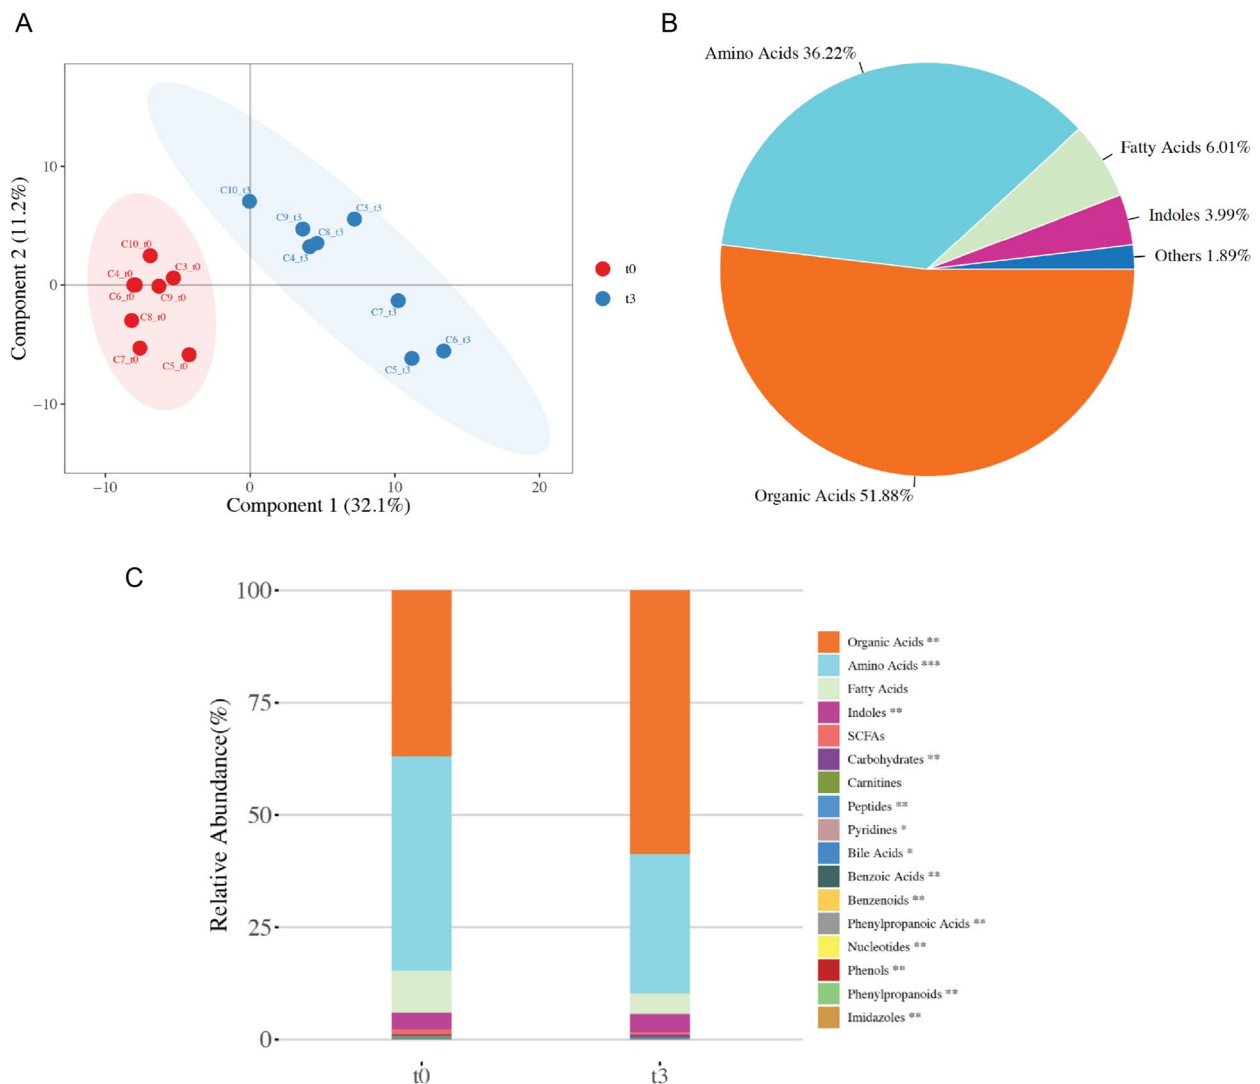 A
10
0
−10
−10
0
10
20
Component 2 (11.2%)
Component 1 (32.1%)
C10_t3
C3_t3
C9_t3
C8_t3
C4_t3
C7_t3
C6_t3
C5_t3
C10_t0
C3_t0
C4_t0
C6_t0
C9_t0
C8_t0
C7_t0
C5_t0
t0
t3
B
Amino Acids 36.22%
Fatty Acids 6.01%
Indoles 3.99%
Others 1.89%
Organic Acids 51.88%
C
100
75
50
25
0
Relative Abundance(%)
t0
t3
Organic Acids **
Amino Acids ***
Fatty Acids
Indoles **
SCFAs
Carbohydrates **
Carnitines
Peptides **
Pyridines *
Bile Acids *
Benzoic Acids **
Benzenoids **
Phenylpropanoic Acids **
Nucleotides **
Phenols **
Phenylpropanoids **
Imidazoles **